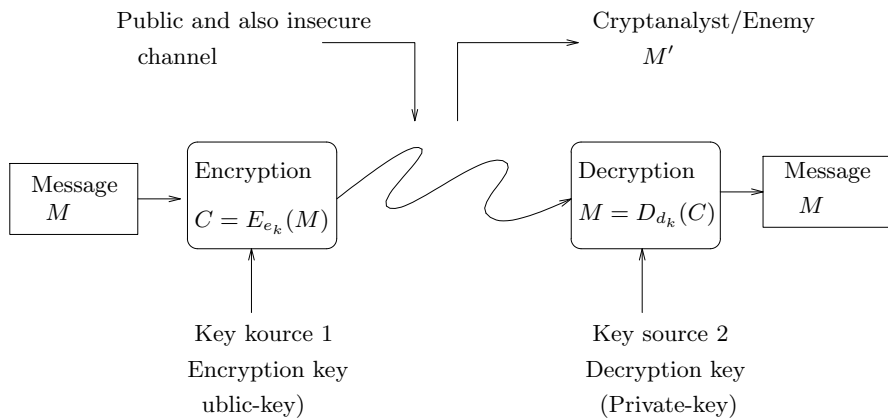 Public and also insecure
channel
Cryptanalyst/Enemy
M′
Message
M
Encryption
C = E_{e_k}(M)
Decryption
M = D_{d_k}(C)
Message
M
Key kource 1
Encryption key
ublic-key)
Key source 2
Decryption key
(Private-key)